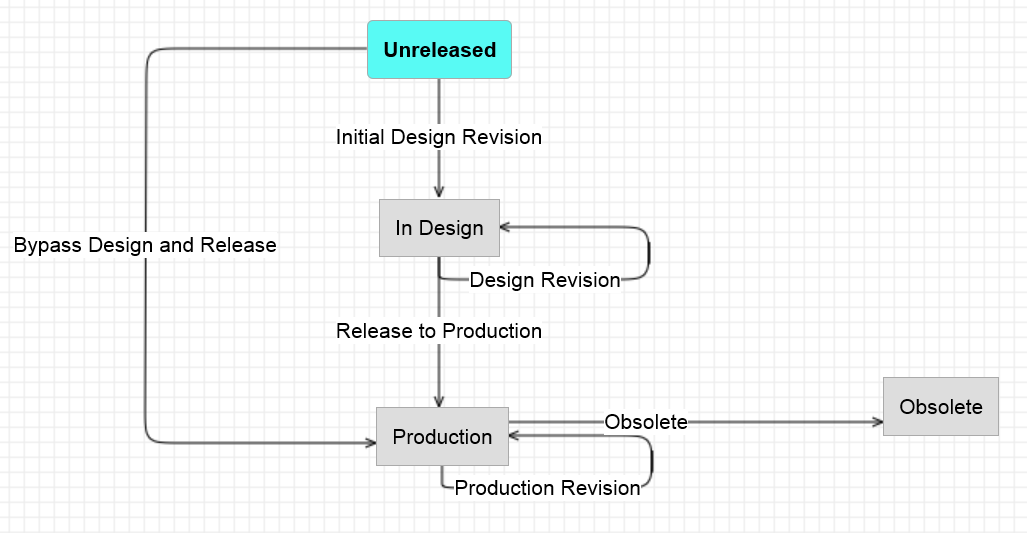 Unreleased
Initial Design Revision
In Design
Bypass Design and Release
Design Revision
Release to Production
Obsolete
Obsolete
Production
Production Revision